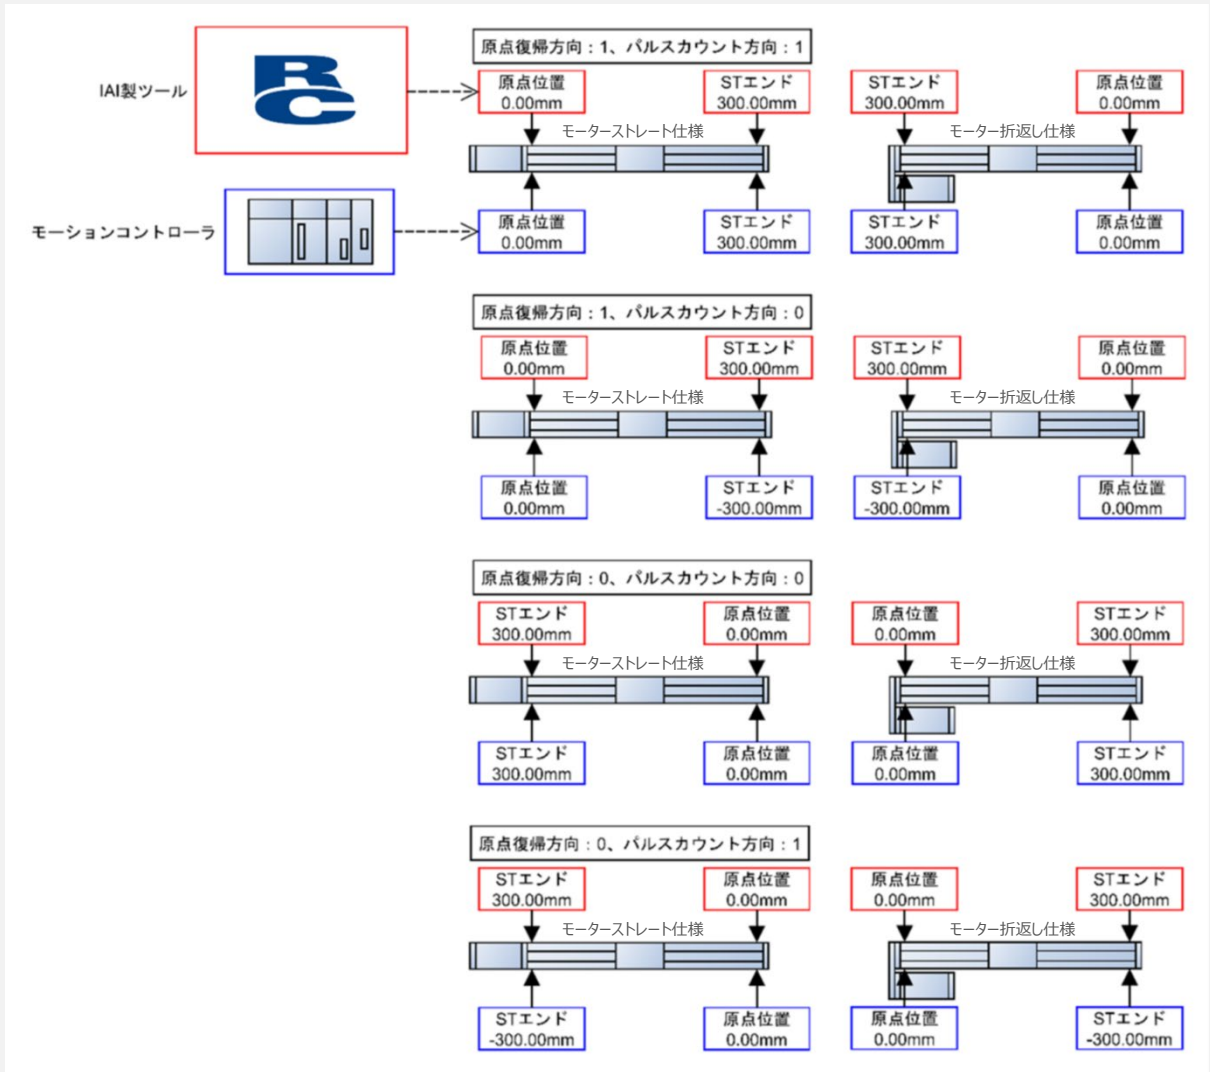 IAI製ツール
RC
モーションコントローラ
原点復帰方向：1、パルスカウント方向：1
原点位置
0.00mm
STエンド
300.00mm
STエンド
300.00mm
原点位置
0.00mm
モーターストレート仕様
モーター折返し仕様
原点位置
0.00mm
STエンド
300.00mm
STエンド
300.00mm
原点位置
0.00mm
原点復帰方向：1、パルスカウント方向：0
原点位置
0.00mm
STエンド
300.00mm
STエンド
300.00mm
原点位置
0.00mm
モーターストレート仕様
モーター折返し仕様
原点位置
0.00mm
STエンド
-300.00mm
STエンド
-300.00mm
原点位置
0.00mm
原点復帰方向：0、パルスカウント方向：0
STエンド
300.00mm
原点位置
0.00mm
原点位置
0.00mm
STエンド
300.00mm
モーターストレート仕様
モーター折返し仕様
STエンド
300.00mm
原点位置
0.00mm
原点位置
0.00mm
STエンド
300.00mm
原点復帰方向：0、パルスカウント方向：1
STエンド
300.00mm
原点位置
0.00mm
原点位置
0.00mm
STエンド
300.00mm
モーターストレート仕様
モーター折返し仕様
STエンド
-300.00mm
原点位置
0.00mm
原点位置
0.00mm
STエンド
-300.00mm